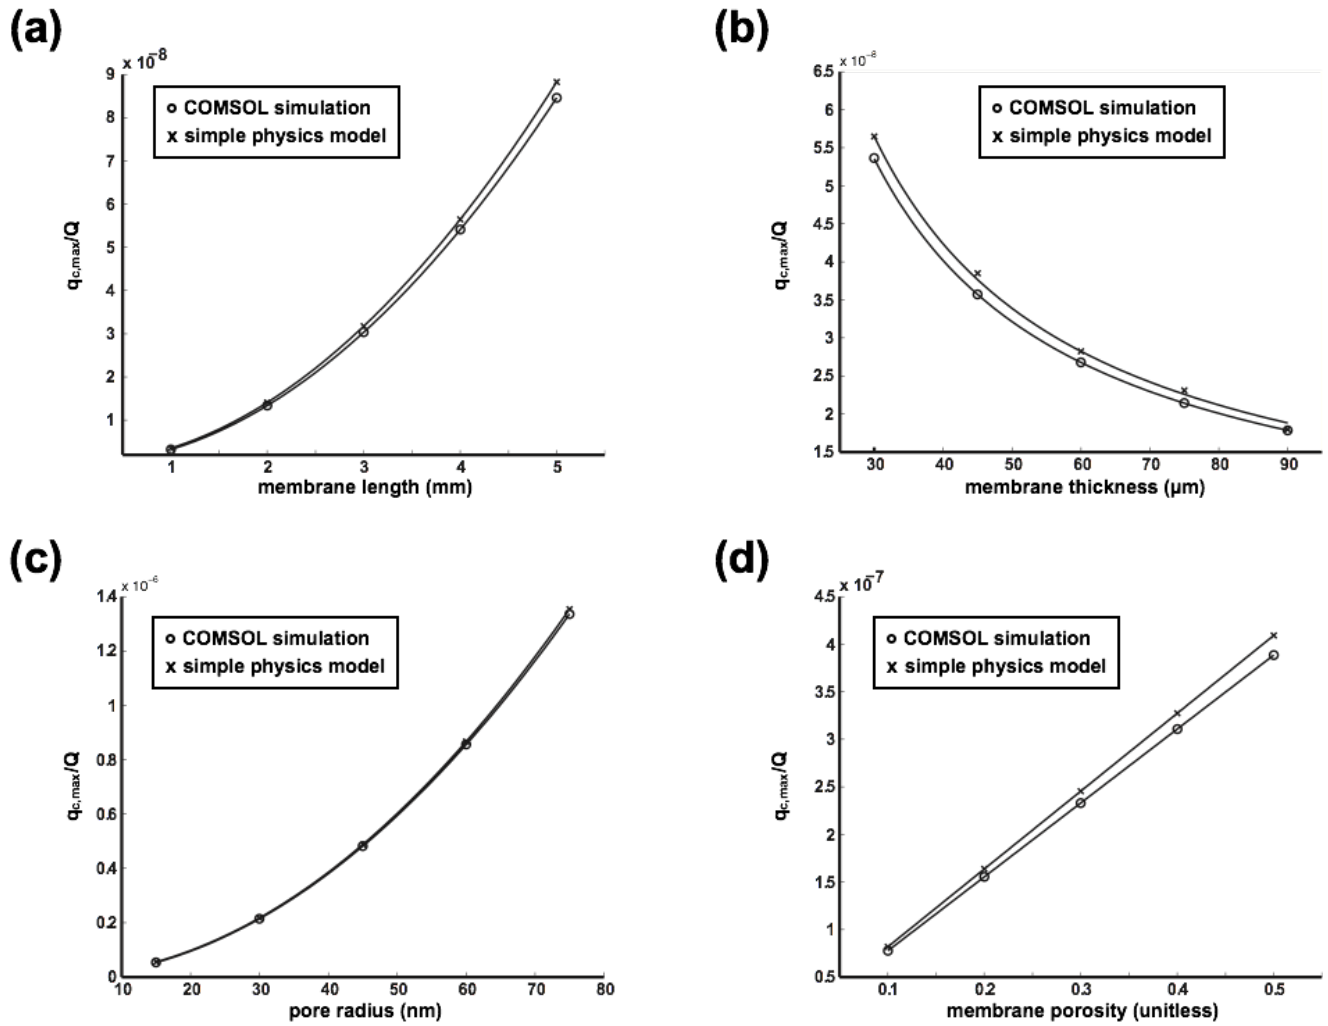 (a)
x 10⁻⁸
9
8
7
6
5
4
3
2
1
o COMSOL simulation
x simple physics model
q_c,max/Q
1 2 3 4 5
membrane length (mm)
(b)
x 10⁻⁸
6.5
6
5.5
5
4.5
4
3.5
3
2.5
2
1.5
o COMSOL simulation
x simple physics model
q_c,max/Q
30 40 50 60 70 80 90
membrane thickness (µm)
(c)
x 10⁻⁶
1.4
1.2
1
0.8
0.6
0.4
0.2
0
o COMSOL simulation
x simple physics model
q_c,max/Q
10 20 30 40 50 60 70 80
pore radius (nm)
(d)
x 10⁻⁷
4.5
4
3.5
3
2.5
2
1.5
1
0.5
o COMSOL simulation
x simple physics model
q_c,max/Q
0.1 0.2 0.3 0.4 0.5
membrane porosity (unitless)